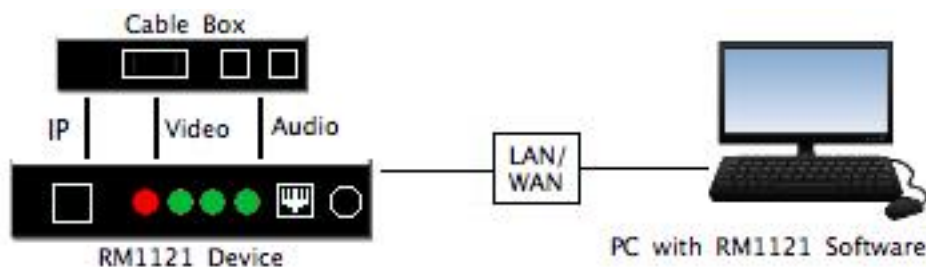 Cable Box
IP
Video
Audio
LAN/
WAN
RM1121 Device
PC with RM1121 Software